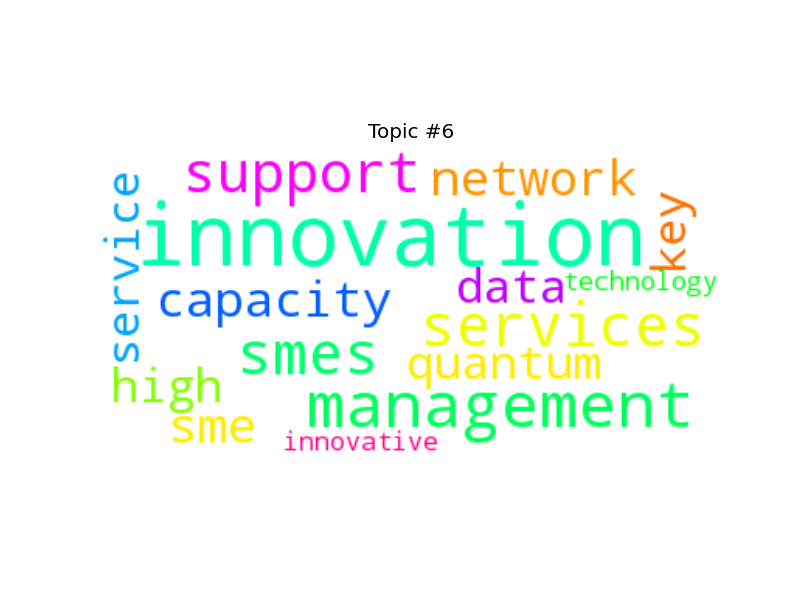 Topic #6
support
network
service
innovation
key
data
technology
capacity
services
smes
quantum
high
management
sme
innovative